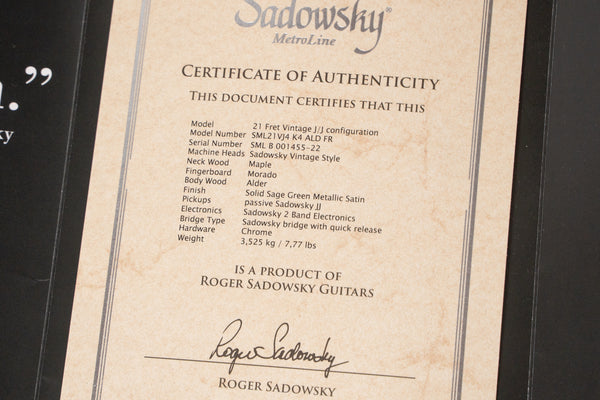 Sadowsky®
MetroLine
CERTIFICATE OF AUTHENTICITY
THIS DOCUMENT CERTIFIES THAT THIS
Model 21 Fret Vintage J/J configuration
Model Number SML21VJ4 K4 ALD FR
Serial Number SML B 001455-22
Machine Heads Sadowsky Vintage Style
Neck Wood Maple
Fingerboard Morado
Body Wood Alder
Finish Solid Sage Green Metallic Satin
Pickups passive Sadowsky JJ
Electronics Sadowsky 2 Band Electronics
Bridge Type Sadowsky bridge with quick release
Hardware Chrome
Weight 3,525 kg / 7,77 lbs
IS A PRODUCT OF
ROGER SADOWSKY GUITARS
Roger Sadowsky
ROGER SADOWSKY